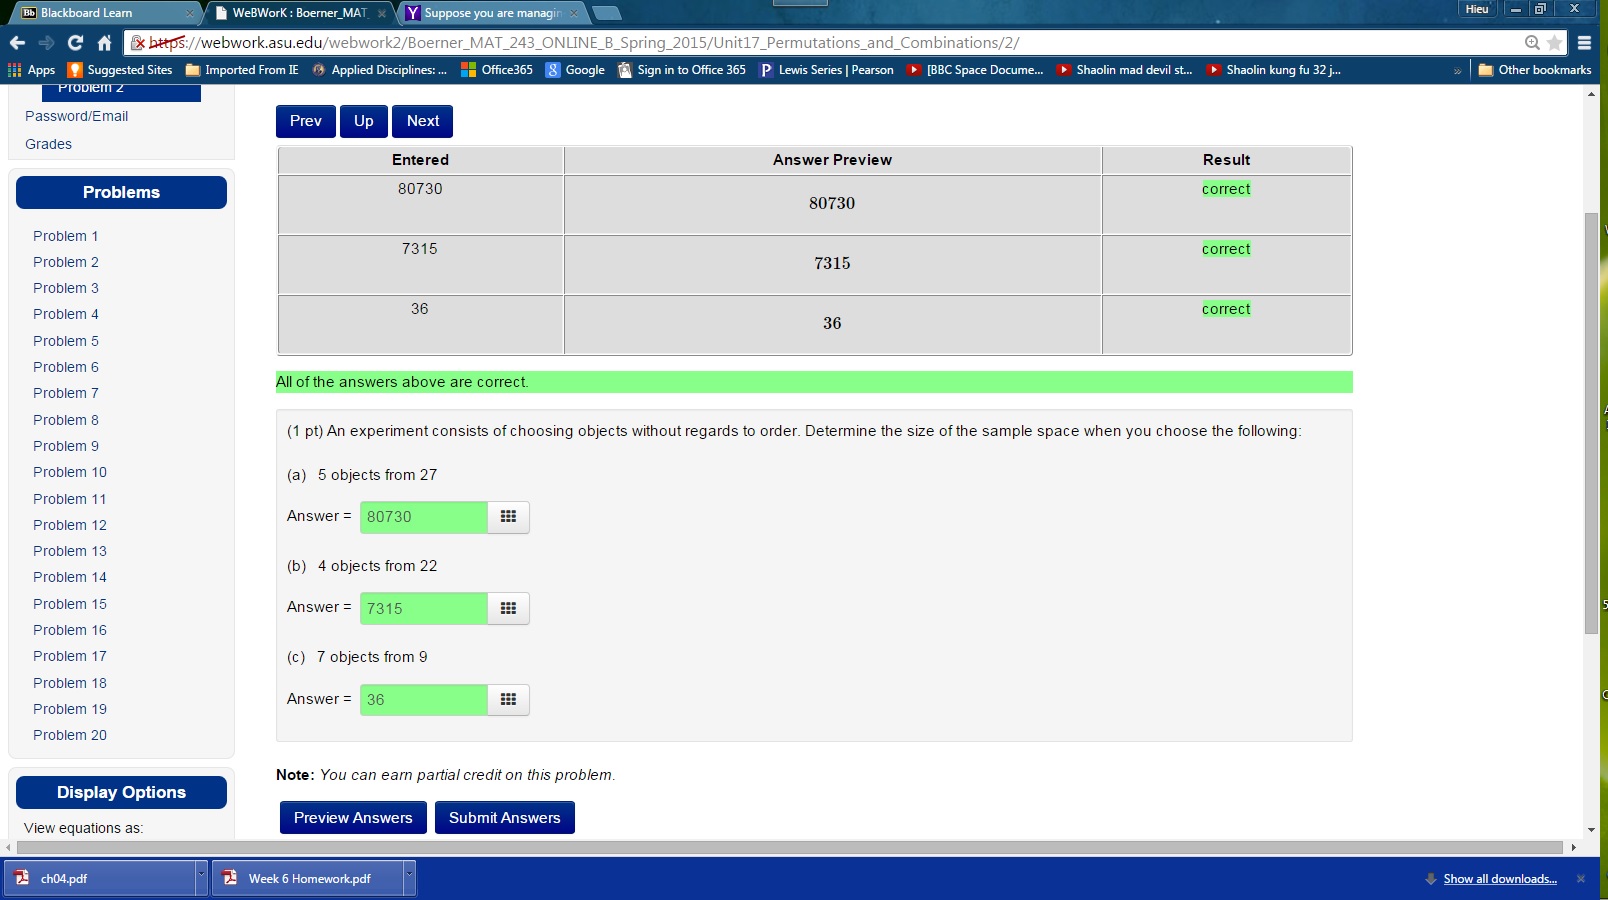 Blackboard Learn
WeBWorK : Boerner_MAT_
Suppose you are managin
Hieu
https://webwork.asu.edu/webwork2/Boerner_MAT_243_ONLINE_B_Spring_2015/Unit17_Permutations_and_Combinations/2/
Apps Suggested Sites Imported From IE Applied Disciplines: ... Office365 Google Sign in to Office 365 Lewis Series | Pearson [BBC Space Docume... Shaolin mad devil st... Shaolin kung fu 32 j... » Other bookmarks
Problem 2
Password/Email
Grades
Problems
Problem 1
Problem 2
Problem 3
Problem 4
Problem 5
Problem 6
Problem 7
Problem 8
Problem 9
Problem 10
Problem 11
Problem 12
Problem 13
Problem 14
Problem 15
Problem 16
Problem 17
Problem 18
Problem 19
Problem 20
Display Options
View equations as:
Prev Up Next
Entered Answer Preview Result
80730 80730 correct
7315 7315 correct
36 36 correct
All of the answers above are correct.
(1 pt) An experiment consists of choosing objects without regards to order. Determine the size of the sample space when you choose the following:
(a) 5 objects from 27
Answer = 80730
(b) 4 objects from 22
Answer = 7315
(c) 7 objects from 9
Answer = 36
Note: You can earn partial credit on this problem.
Preview Answers Submit Answers
ch04.pdf Week 6 Homework.pdf Show all downloads...